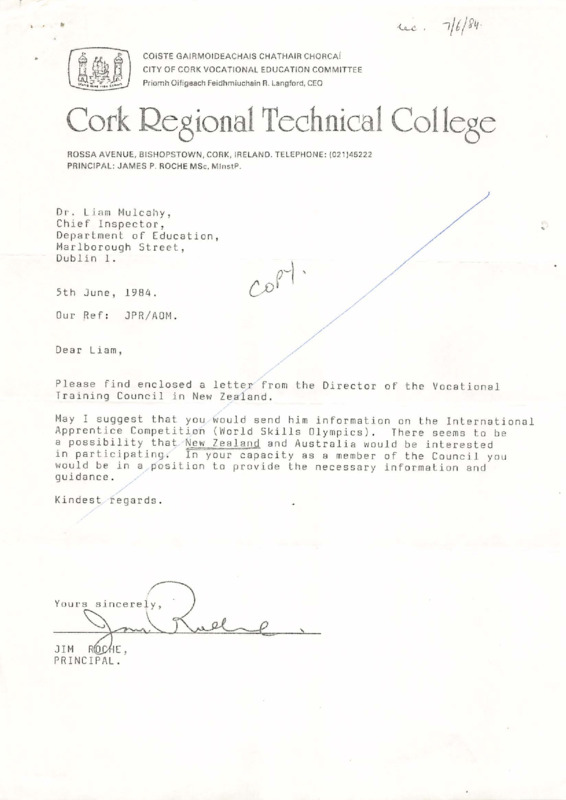 rec. 7/6/84.
COISTE GAIRMOIDEACHAIS CHATHAIR CHORCAÍ
CITY OF CORK VOCATIONAL EDUCATION COMMITTEE
Príomh Oifigeach Feidhmiucháin R. Langford, CEO
Cork Regional Technical College
ROSSA AVENUE, BISHOPSTOWN, CORK, IRELAND. TELEPHONE: (021)45222
PRINCIPAL: JAMES P. ROCHE MSc, MInstP.
Dr. Liam Mulcahy,
Chief Inspector,
Department of Education,
Marlborough Street,
Dublin 1.
COPY.
5th June, 1984.
Our Ref: JPR/AOM.
Dear Liam,
Please find enclosed a letter from the Director of the Vocational
Training Council in New Zealand.
May I suggest that you would send him information on the International
Apprentice Competition (World Skills Olympics). There seems to be
a possibility that New Zealand and Australia would be interested
in participating. In your capacity as a member of the Council you
would be in a position to provide the necessary information and
guidance.
Kindest regards.
Yours sincerely,
Jim Roche.
JIM ROCHE,
PRINCIPAL.